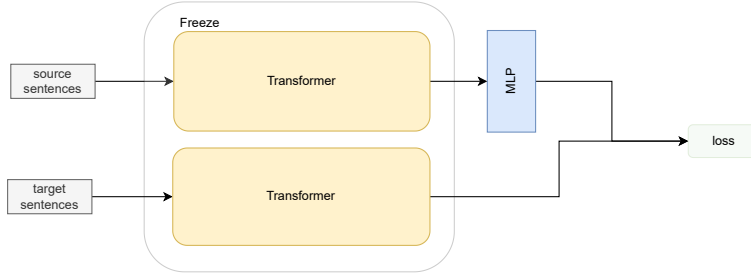 Freeze
source
sentences
Transformer
MLP
loss
target
sentences
Transformer